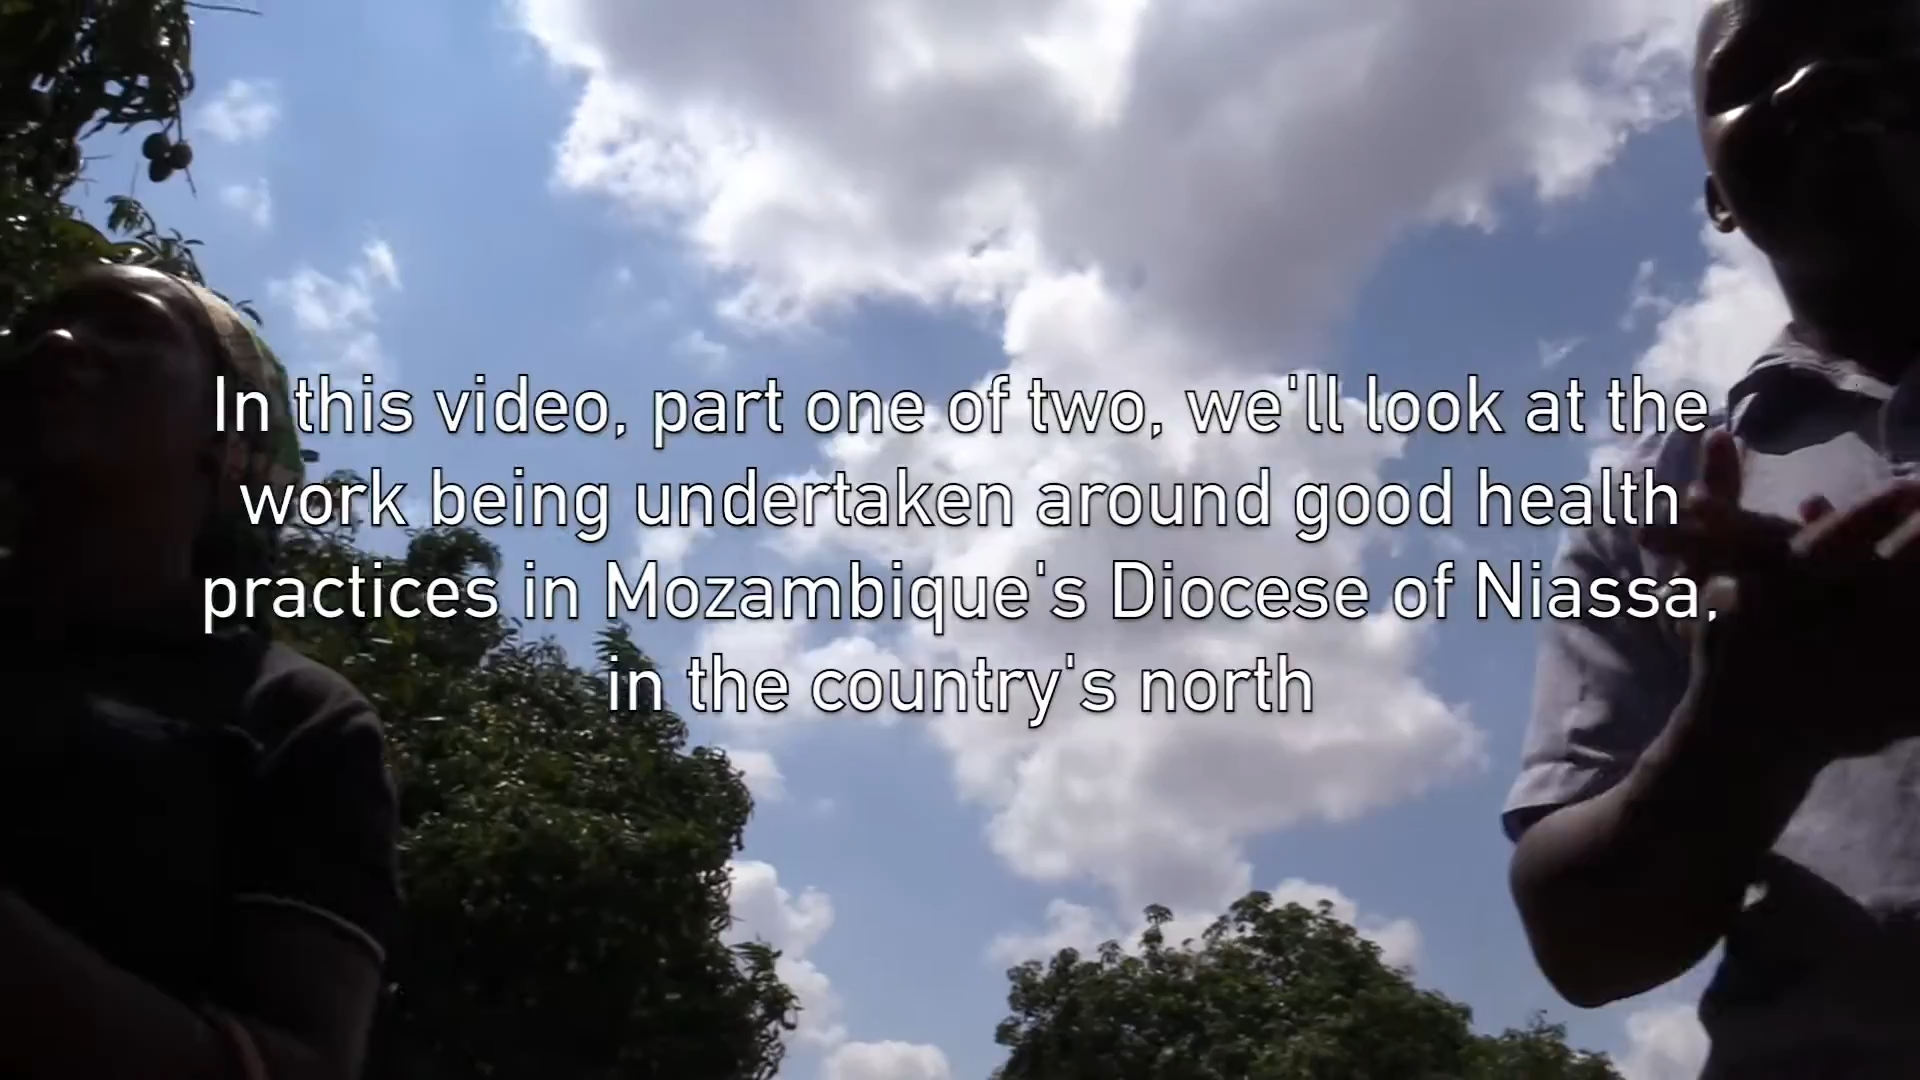 In this video, part one of two, we'll look at the
work being undertaken around good health
practices in Mozambique's Diocese of Niassa,
in the country's north